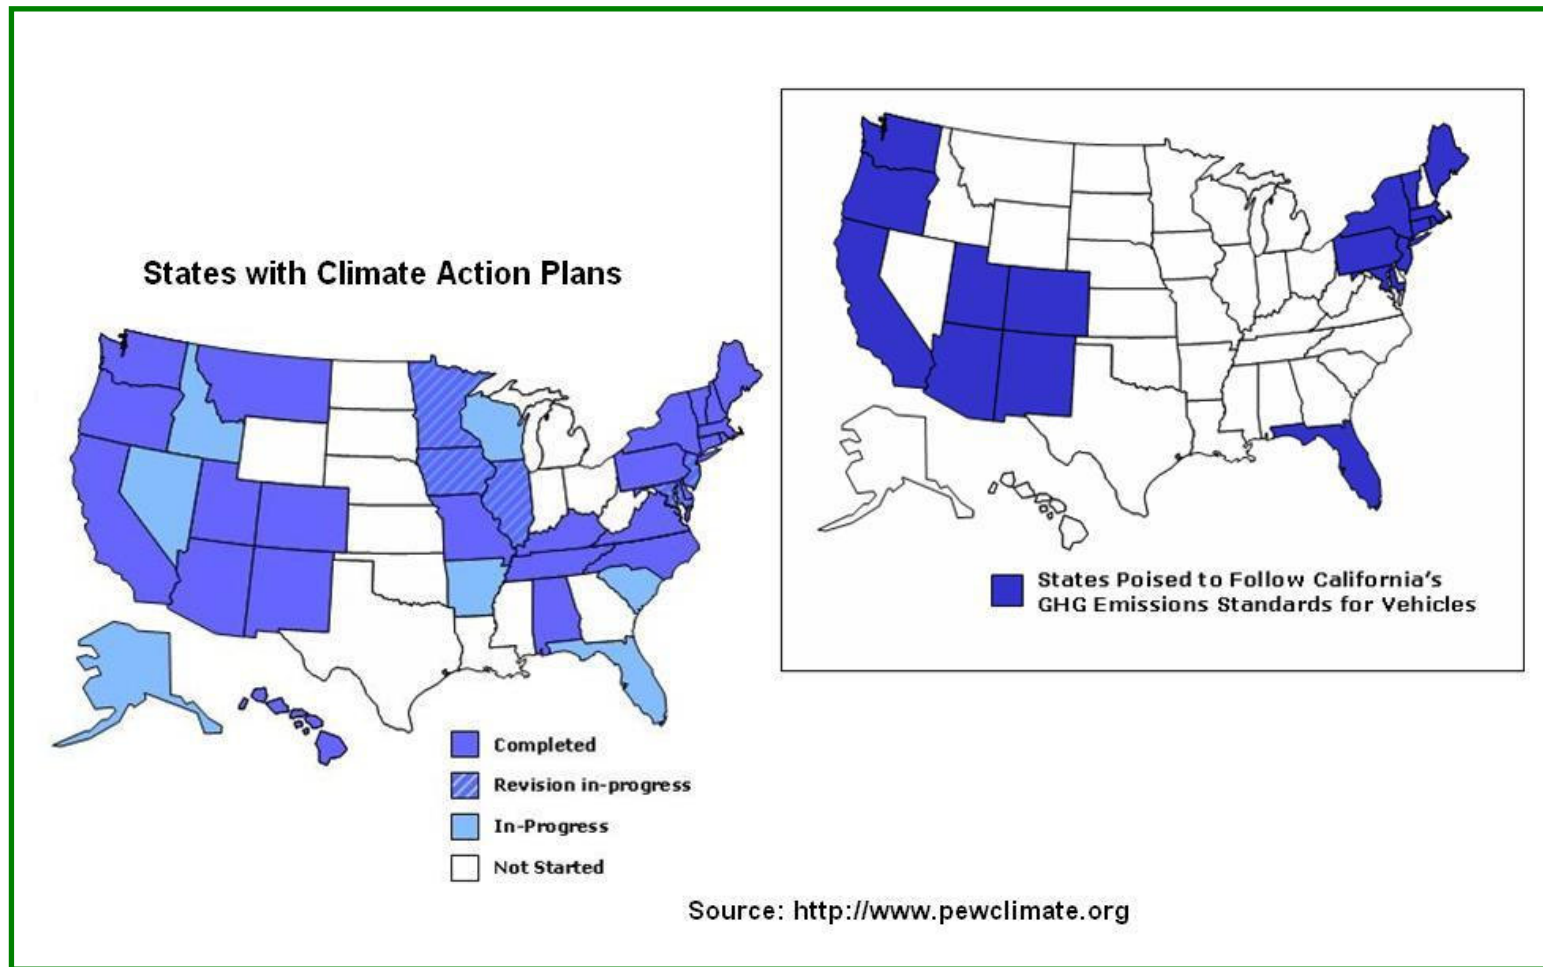 States with Climate Action Plans
Completed
Revision in-progress
In-Progress
Not Started
States Poised to Follow California's
GHG Emissions Standards for Vehicles
Source: http://www.pewclimate.org